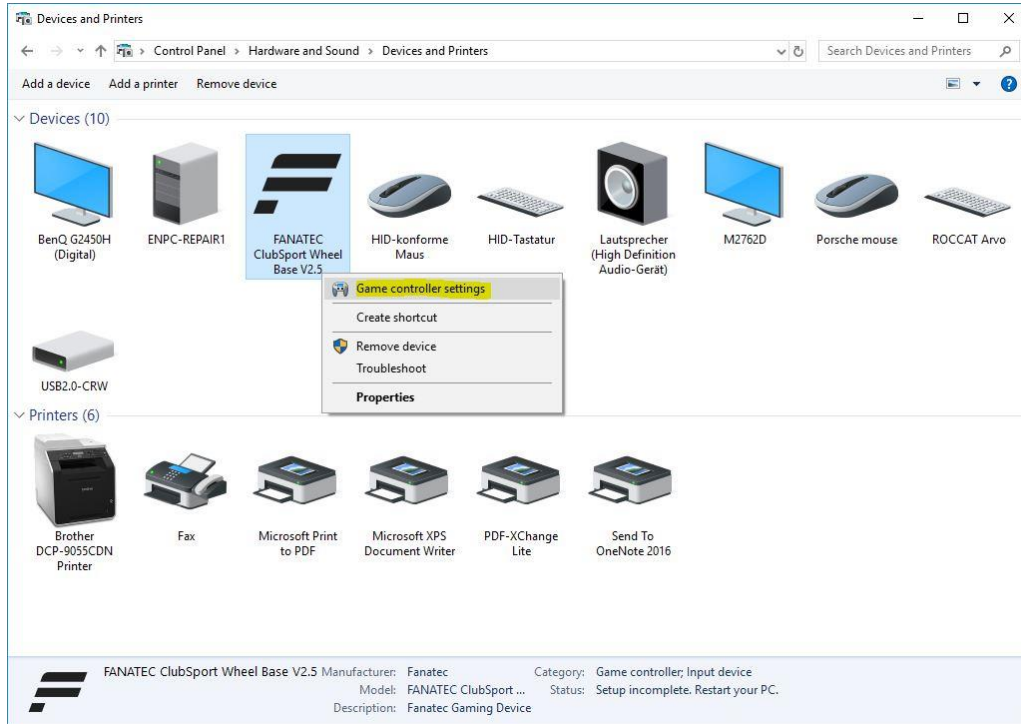 Devices and Printers
Control Panel > Hardware and Sound > Devices and Printers
Search Devices and Printers
Add a device Add a printer Remove device
Devices (10)
BenQ G2450H
(Digital)
ENPC-REPAIR1
FANATEC
ClubSport Wheel
Base V2.5
HID-konforme
Maus
HID-Tastatur
Lautsprecher
(High Definition
Audio-Gerät)
M2762D
Porsche mouse
ROCCAT Arvo
Game controller settings
Create shortcut
Remove device
Troubleshoot
Properties
USB2.0-CRW
Printers (6)
Brother
DCP-9055CDN
Printer
Fax
Microsoft Print
to PDF
Microsoft XPS
Document Writer
PDF-XChange
Lite
Send To
OneNote 2016
FANATEC ClubSport Wheel Base V2.5 Manufacturer: Fanatec Category: Game controller; Input device
Model: FANATEC ClubSport ... Status: Setup incomplete. Restart your PC.
Description: Fanatec Gaming Device